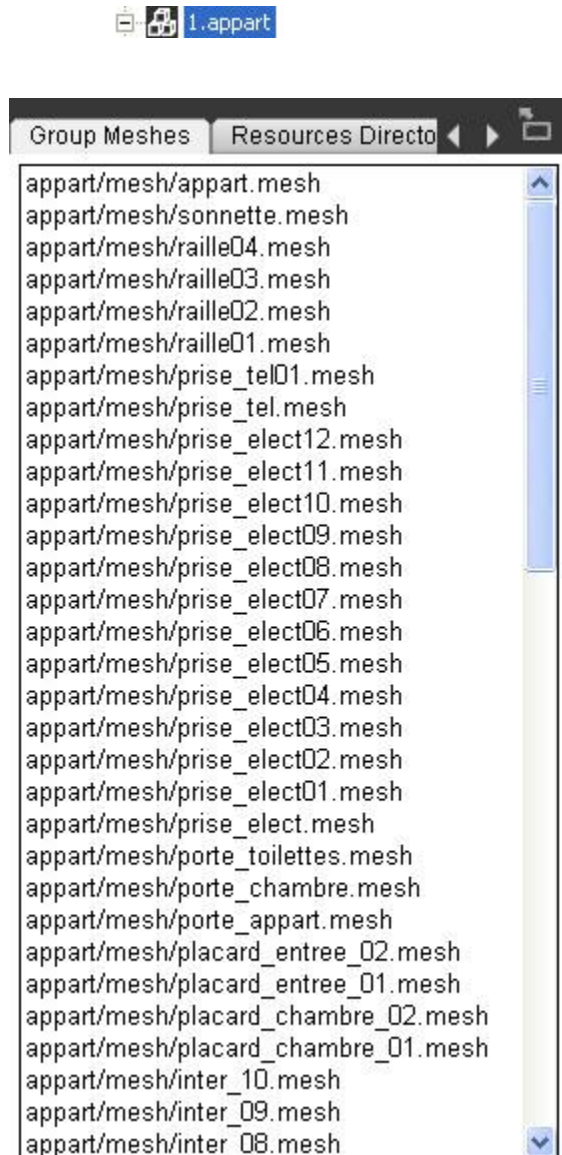 1.appart
Group Meshes Resources Directo
appart/mesh/appart.mesh
appart/mesh/sonnette.mesh
appart/mesh/raille04.mesh
appart/mesh/raille03.mesh
appart/mesh/raille02.mesh
appart/mesh/raille01.mesh
appart/mesh/prise_tel01.mesh
appart/mesh/prise_tel.mesh
appart/mesh/prise_elect12.mesh
appart/mesh/prise_elect11.mesh
appart/mesh/prise_elect10.mesh
appart/mesh/prise_elect09.mesh
appart/mesh/prise_elect08.mesh
appart/mesh/prise_elect07.mesh
appart/mesh/prise_elect06.mesh
appart/mesh/prise_elect05.mesh
appart/mesh/prise_elect04.mesh
appart/mesh/prise_elect03.mesh
appart/mesh/prise_elect02.mesh
appart/mesh/prise_elect01.mesh
appart/mesh/prise_elect.mesh
appart/mesh/porte_toilettes.mesh
appart/mesh/porte_chambre.mesh
appart/mesh/porte_appart.mesh
appart/mesh/placard_entree_02.mesh
appart/mesh/placard_entree_01.mesh
appart/mesh/placard_chambre_02.mesh
appart/mesh/placard_chambre_01.mesh
appart/mesh/inter_10.mesh
appart/mesh/inter_09.mesh
appart/mesh/inter_08.mesh